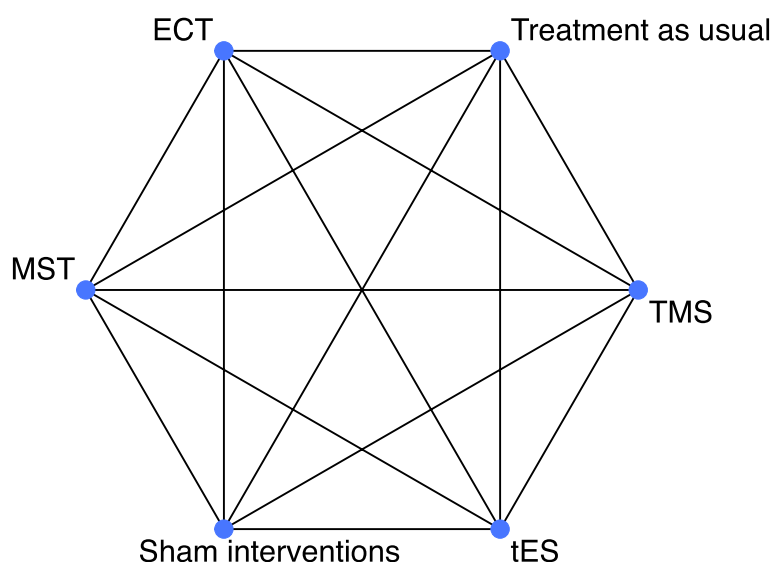 ECT
Treatment as usual
MST
TMS
Sham interventions
tES